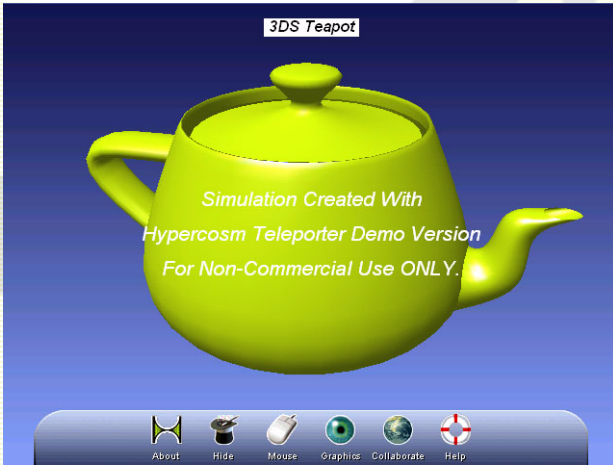 3DS Teapot
Simulation Created With
Hypercosm Teleporter Demo Version
For Non-Commercial Use ONLY.
About Hide Mouse Graphics Collaborate Help